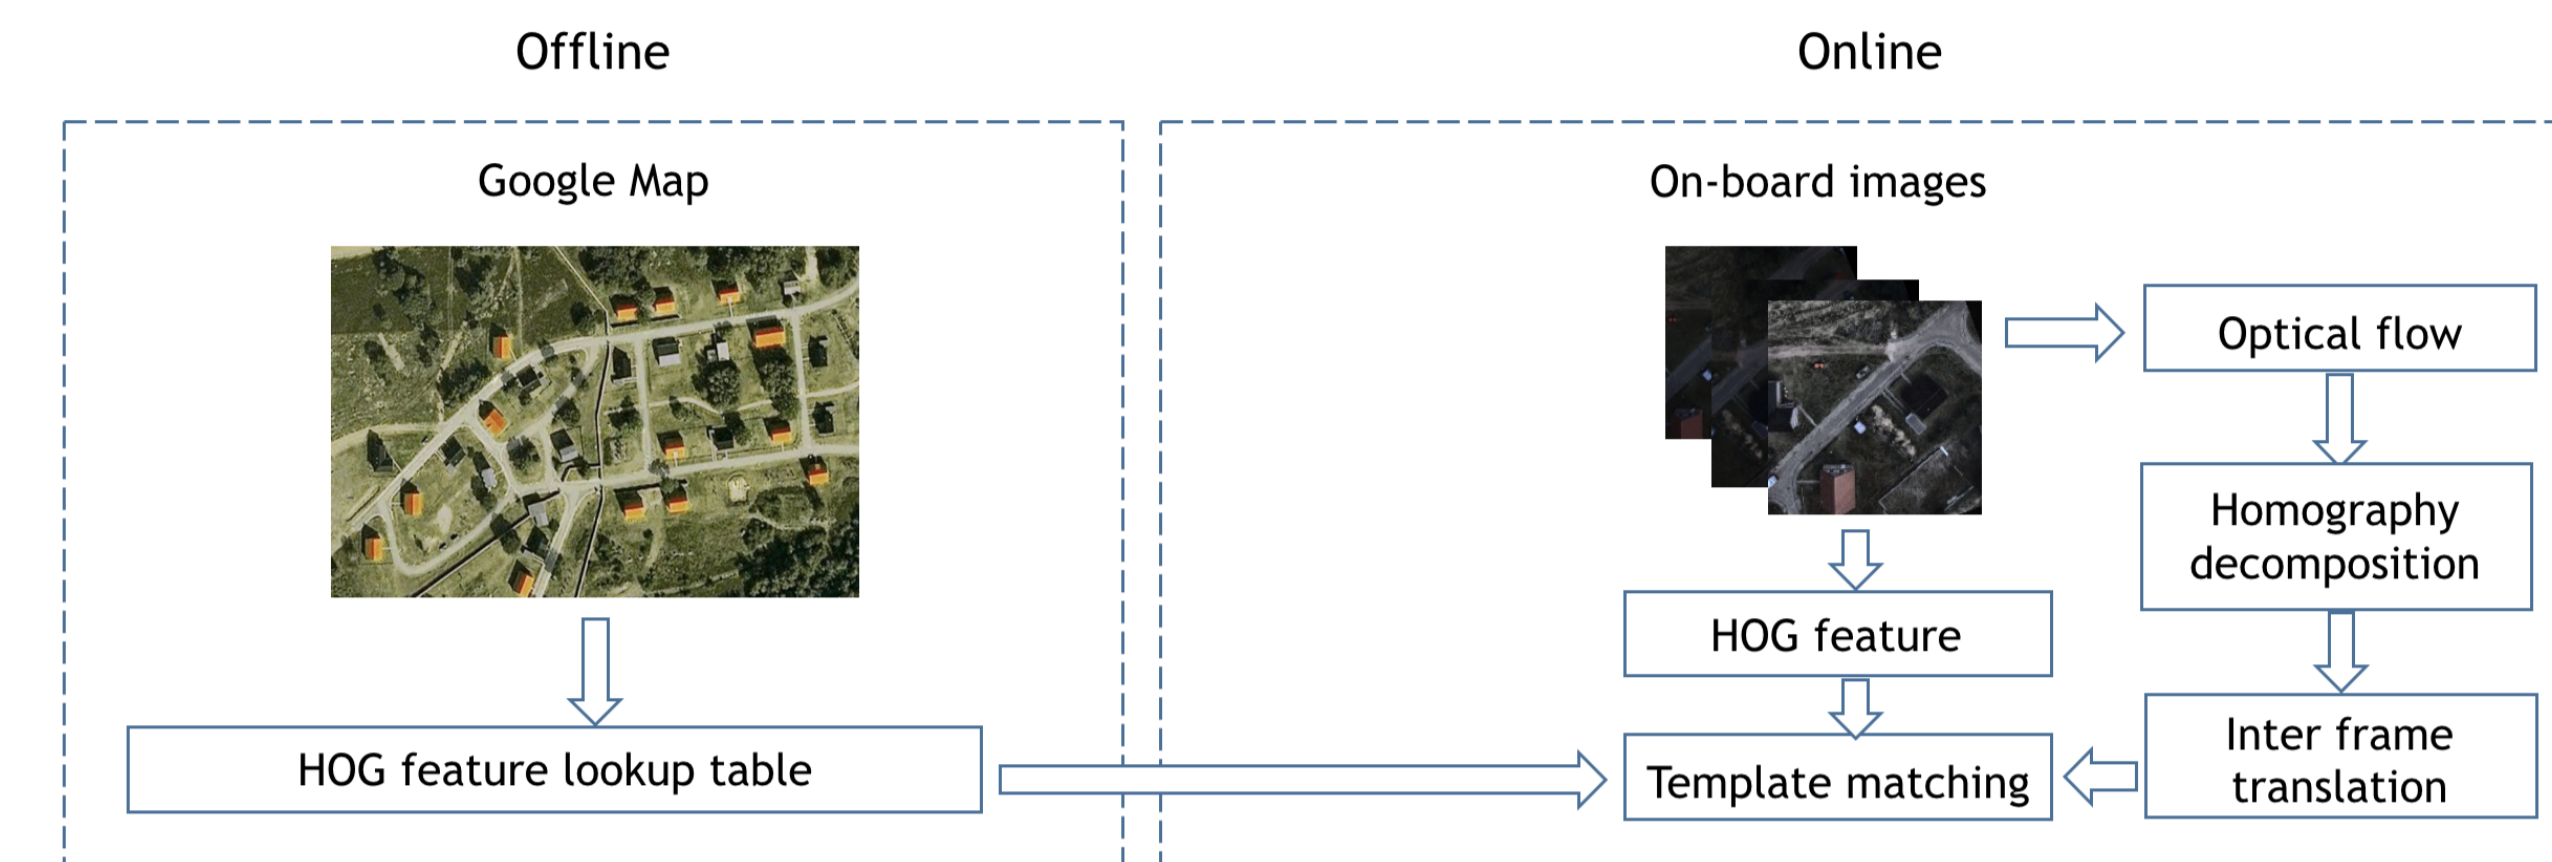 Offline
Online
Google Map
On-board images
Optical flow
Homography
decomposition
HOG feature
HOG feature lookup table
Template matching
Inter frame
translation